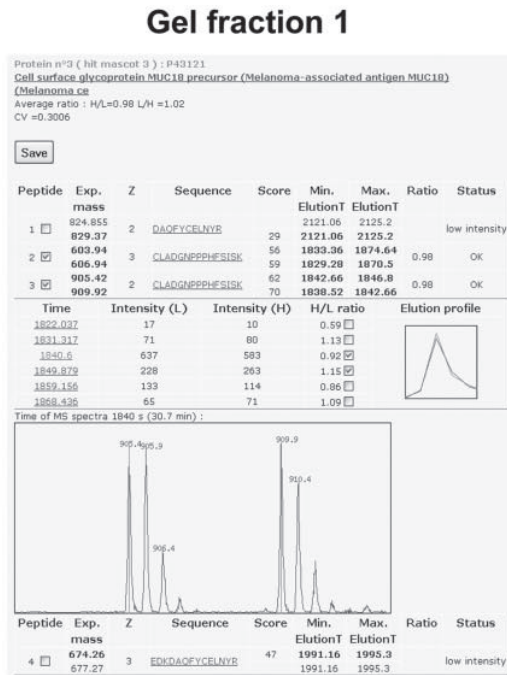 Gel fraction 1
Protein n°3 ( hit mascot 3 ) : P43121
Cell surface glycoprotein MUC18 precursor (Melanoma-associated antigen MUC18)
(Melanoma ce
Average ratio : H/L=0.98 L/H =1.02
CV =0.3006
Save
Peptide Exp. mass Z Sequence Score Min. ElutionT Max. ElutionT Ratio Status
824.855 2121.06 2125.2
1 2 DAQFYCELNYR low intensity
829.37 29 2121.06 2125.2
603.94 56 1833.36 1874.64
2 3 CLADGNPPPHFSISK 0.98 OK
606.94 59 1829.28 1870.5
905.42 62 1842.66 1846.8
3 2 CLADGNPPPHFSISK 0.98 OK
909.92 70 1838.52 1842.66
Time Intensity (L) Intensity (H) H/L ratio Elution profile
1822.037 17 10 0.59
1831.317 71 80 1.13
1840.6 637 583 0.92
1849.879 228 263 1.15
1859.156 133 114 0.86
1868.436 65 71 1.09
Time of MS spectra 1840 s (30.7 min) :
905.4 905.9 909.9
910.4
906.4
Peptide Exp. mass Z Sequence Score Min. ElutionT Max. ElutionT Ratio Status
674.26 47 1991.16 1995.3
4 3 EDKDAQFYCELNYR low intensity
677.27 1991.16 1995.3